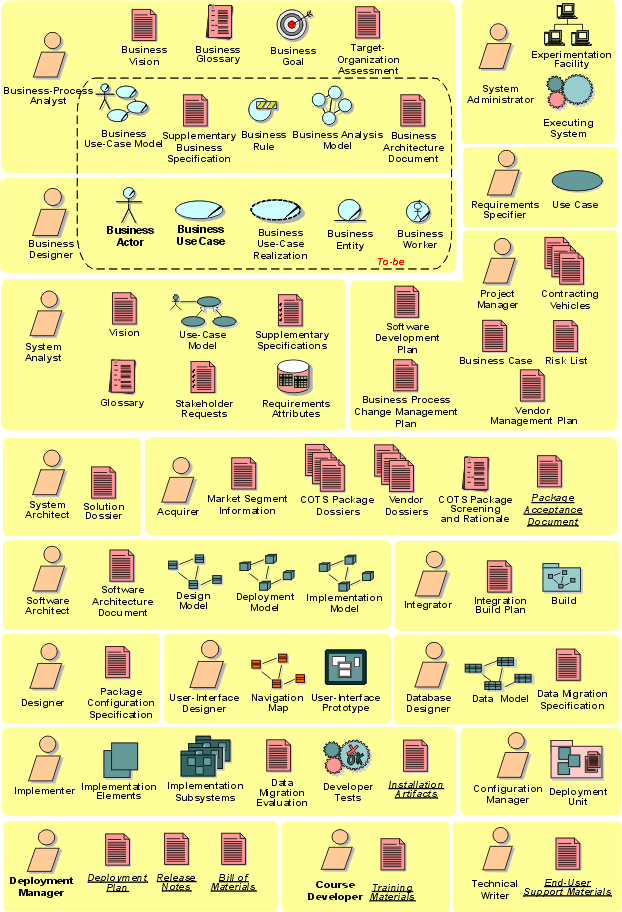 Business-Process
Analyst
Business
Vision
Business
Glossary
Business
Goal
Target-
Organization
Assessment
Business
Use-Case Model
Supplementary
Business
Specification
Business
Rule
Business Analysis
Model
Business
Architecture
Document
System
Administrator
Experimentation
Facility
Executing
System
Business
Designer
Business
Actor
Business
Use Case
Business
Use-Case
Realization
Business
Entity
Business
Worker
To-be
Requirements
Specifier
Use Case
System
Analyst
Vision
Use-Case
Model
Supplementary
Specifications
Glossary
Stakeholder
Requests
Requirements
Attributes
Project
Manager
Contracting
Vehicles
Software
Development
Plan
Business Case
Risk List
Business Process
Change Management
Plan
Vendor
Management Plan
System
Architect
Solution
Dossier
Acquirer
Market Segment
Information
COTS Package
Dossiers
Vendor
Dossiers
COTS Package
Screening
and Rationale
Package
Acceptance
Document
Software
Architect
Software
Architecture
Document
Design
Model
Deployment
Model
Implementation
Model
Integrator
Integration
Build Plan
Build
Designer
Package
Configuration
Specification
User-Interface
Designer
Navigation
Map
User-Interface
Prototype
Database
Designer
Data Model
Data Migration
Specification
Implementer
Implementation
Elements
Implementation
Subsystems
Data
Migration
Evaluation
OK
Developer
Tests
Installation
Artifacts
Configuration
Manager
Deployment
Unit
Deployment
Manager
Deployment
Plan
Release
Notes
Bill of
Materials
Course
Developer
Training
Materials
Technical
Writer
End-User
Support Materials